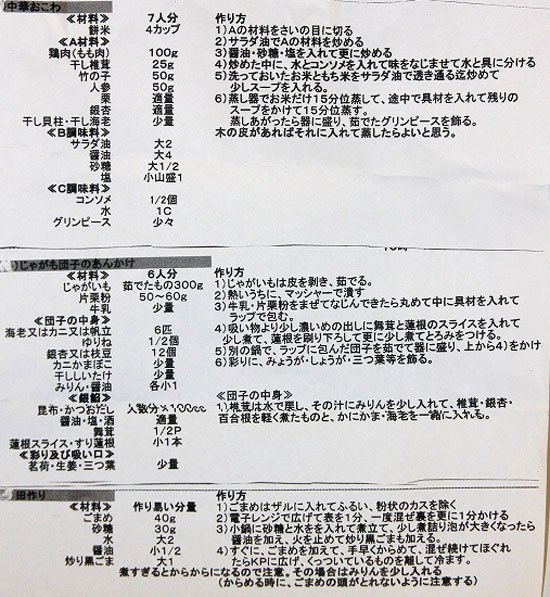 中華おこわ
≪材料≫ 7人分 作り方
餅米 4カップ 1)Aの材料をさいの目に切る
≪A材料≫ 2)サラダ油でAの材料を炒める
鶏肉(もも肉) 100g 3)醤油・砂糖・塩を入れて更に炒める
干し椎茸 25g 4)炒めた中に、水とコンソメを入れて味をなじませて水と具に分ける
竹の子 50g 5)洗っておいたお米ともち米をサラダ油で透き通る迄炒めて
人参 50g 少しスープを入れる。
栗 適量 6)蒸し器でお米だけ15分位蒸して、途中で具材を入れて残りの
銀杏 適量 スープをかけて15分位蒸す。
干し貝柱・干し海老 少量 蒸しあがったら器に盛り、茹でたグリンピースを飾る。
≪B調味料≫ 木の皮があればそれに入れて蒸したらよいと思う。
サラダ油 大2
醤油 大4
砂糖 大1/2
塩 小山盛1
≪C調味料≫
コンソメ 1/2個
水 1C
グリンピース 少々
じゃがも団子のあんかけ
≪材料≫ 6人分 作り方
じゃがいも 茹でたもの300g 1)じゃがいもは皮を剥き、茹でる。
片栗粉 50~60g 2)熱いうちに、マッシャーで潰す
牛乳 少量 3)牛乳・片栗粉をまぜてなじんできたら丸めて中に具材を入れて
≪団子の中身≫ ラップで包む。
海老又はカニ又は帆立 6匹 4)吸い物より少し濃いめの出しに舞茸と蓮根のスライスを入れて
ゆりね 1/2個 少し煮て、蓮根を刷り下ろして更に少し煮てとろみをつける。
銀杏又は枝豆 12個 5)別の鍋で、ラップに包んだ団子を茹でて器に盛り、上から4)をかけ
カニかまぼこ 少量 6)彩りに、みょうが・しょうが・三つ葉等を飾る。
干ししいたけ 少量
みりん・醤油 各小1
≪銀餡≫ ≪団子の中身≫
昆布・かつおだし 人数分×100cc 1)椎茸は水で戻し、その汁にみりんを少し入れて、椎茸・銀杏・
醤油・塩・酒 適量 百合根を軽く煮たものと、かにかま・海老を一緒に入れる。
舞茸 1/2P
蓮根スライス・すり蓮根 小1本
≪彩り及び吸い口≫
茗荷・生姜・三つ葉 少量
田作り
≪材料≫ 作り易い分量 作り方
ごまめ 40g 1)ごまめはザルに入れてふるい、粉状のカスを除く
砂糖 30g 2)電子レンジで広げて表を1分、一度混ぜ裏を更に1分かける
水 大2 3)小鍋に砂糖と水を入れて煮立て、少し煮詰り泡が大きくなったら
醤油 小1/2 醤油を加え、火を止めて炒り黒ごまも加える。
炒り黒ごま 大1 4)すぐに、ごまめを加えて、手早くからめて、混ぜ続けてほぐれ
たらKPに広げ、くっついているものを離して冷ます。
煮すぎるとからからになるので注意。その場合はみりんを少し入れる
(からめる時に、ごまめの頭がとれないように注意する)